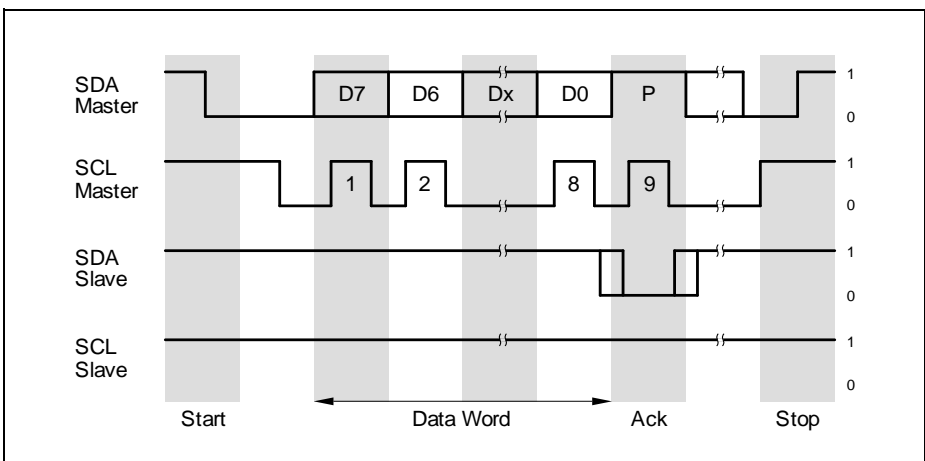 SDA
Master
D7 D6 Dx D0 P
1
0
SCL
Master
1 2 8 9
1
0
SDA
Slave
1
0
SCL
Slave
1
0
Start Data Word Ack Stop